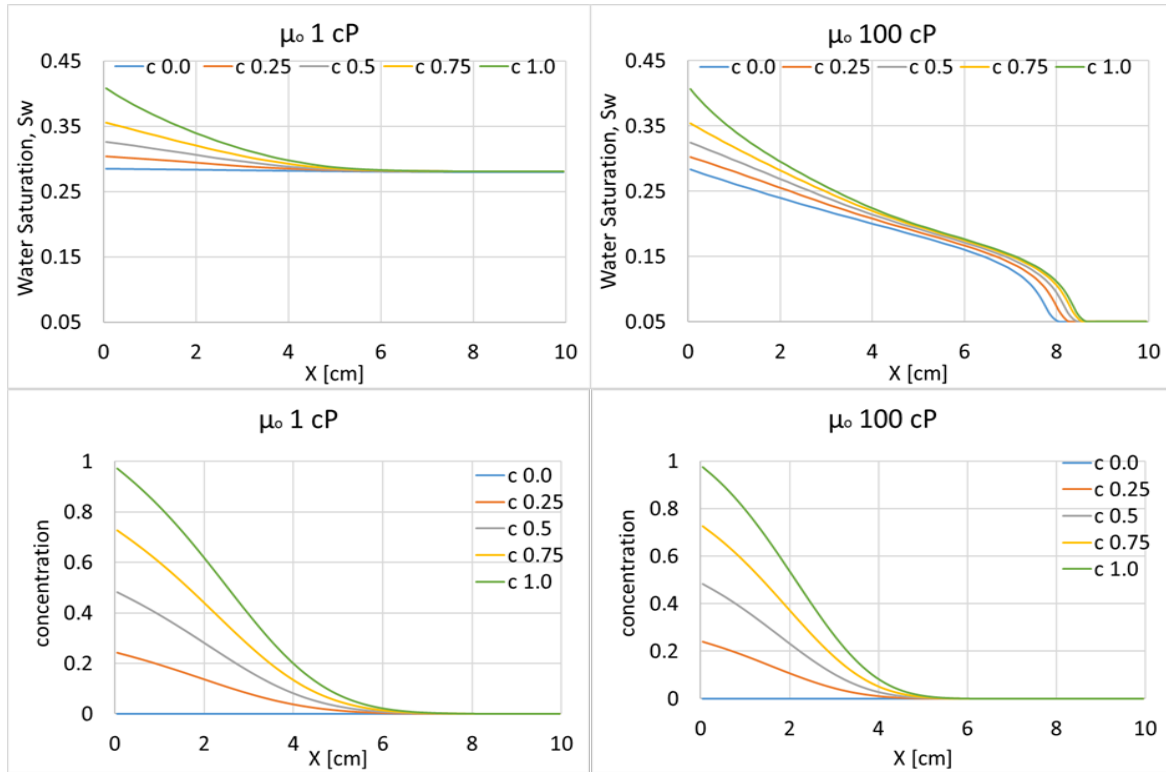 μₒ 1 cP
c 0.0 c 0.25 c 0.5 c 0.75 c 1.0
Water Saturation, Sw
0.45
0.35
0.25
0.15
0.05
0 2 4 6 8 10
X [cm]
μₒ 100 cP
c 0.0 c 0.25 c 0.5 c 0.75 c 1.0
Water Saturation, Sw
0.45
0.35
0.25
0.15
0.05
0 2 4 6 8 10
X [cm]
μₒ 1 cP
concentration
1
0.8
0.6
0.4
0.2
0
c 0.0
c 0.25
c 0.5
c 0.75
c 1.0
0 2 4 6 8 10
X [cm]
μₒ 100 cP
concentration
1
0.8
0.6
0.4
0.2
0
c 0.0
c 0.25
c 0.5
c 0.75
c 1.0
0 2 4 6 8 10
X [cm]